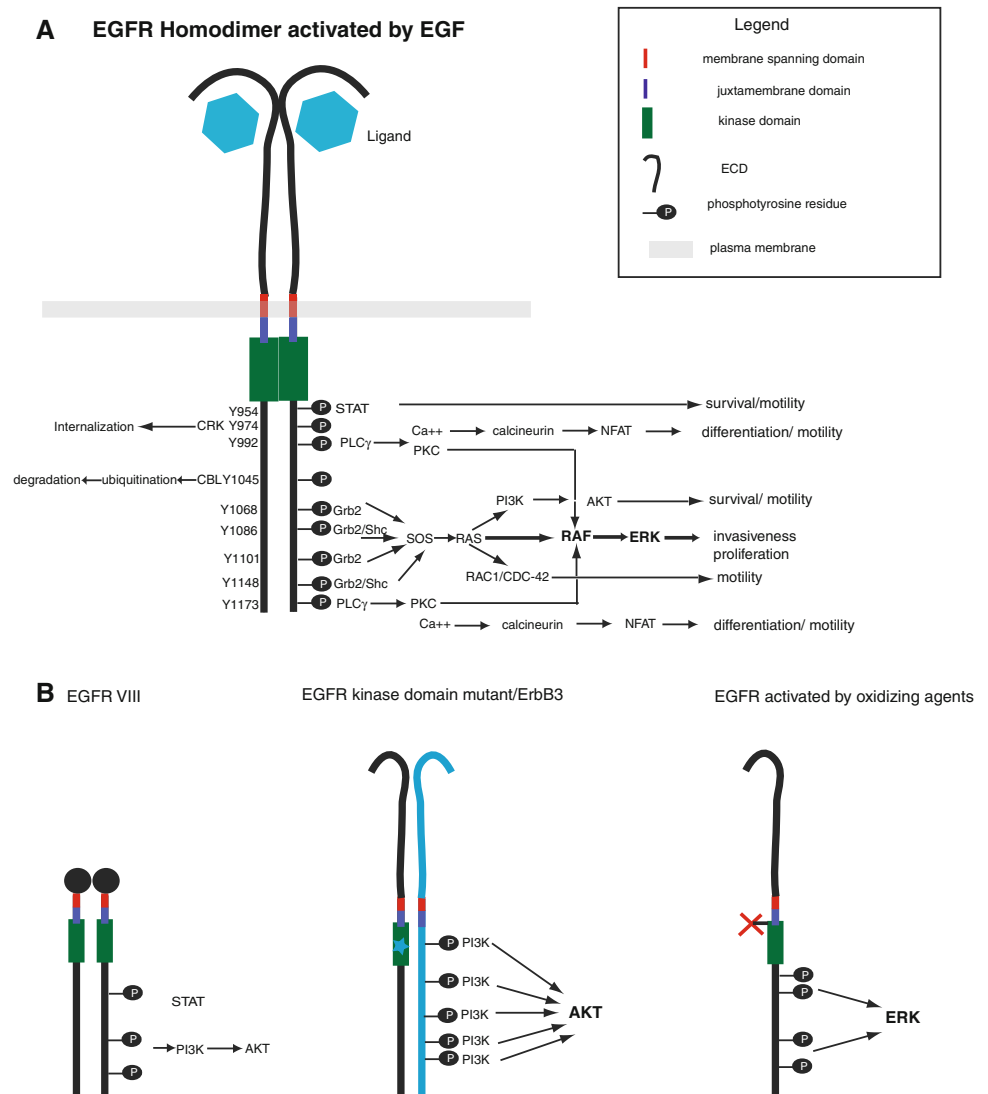 A EGFR Homodimer activated by EGF
Legend
membrane spanning domain
juxtamembrane domain
kinase domain
ECD
P phosphotyrosine residue
plasma membrane
Ligand
Y954 P STAT survival/motility
Internalization CRK Y974 P
Y992 P PLCγ Ca++ calcineurin NFAT differentiation/ motility
PKC
degradation ubiquitination CBLY1045 P
PI3K AKT survival/ motility
Y1068 P Grb2
Y1086 P Grb2/Shc
SOS RAS RAF ERK invasiveness
proliferation
Y1101 P Grb2
RAC1/CDC-42 motility
Y1148 P Grb2/Shc
Y1173 P PLCγ PKC
Ca++ calcineurin NFAT differentiation/ motility
B EGFR VIII
P
STAT
P
PI3K AKT
P
EGFR kinase domain mutant/ErbB3
P PI3K
P PI3K
P PI3K
P PI3K
P PI3K
AKT
EGFR activated by oxidizing agents
P
P
P
P
ERK